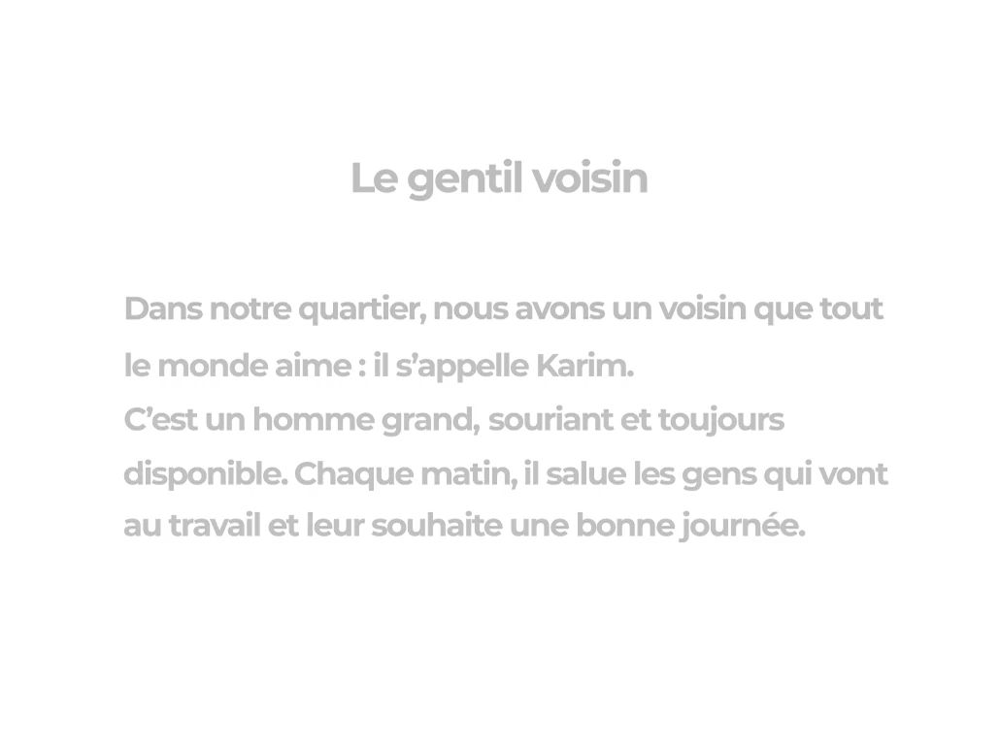 Le gentil voisin
Dans notre quartier, nous avons un voisin que tout
le monde aime : il s’appelle Karim.
C’est un homme grand, souriant et toujours
disponible. Chaque matin, il salue les gens qui vont
au travail et leur souhaite une bonne journée.